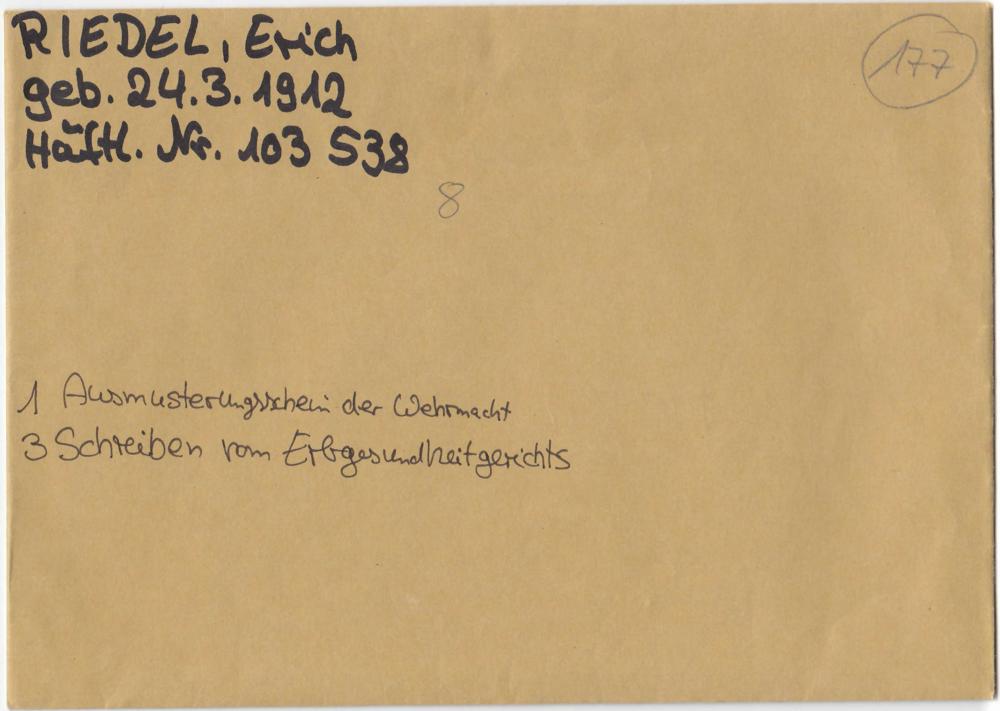 RIEDEL, Erich
177
geb. 24.3.1912
Häftl. Nr. 103 538
8
1 Ausmusterungsschein der Wehrmacht
3 Schreiben vom Erbgesundheitgerichts